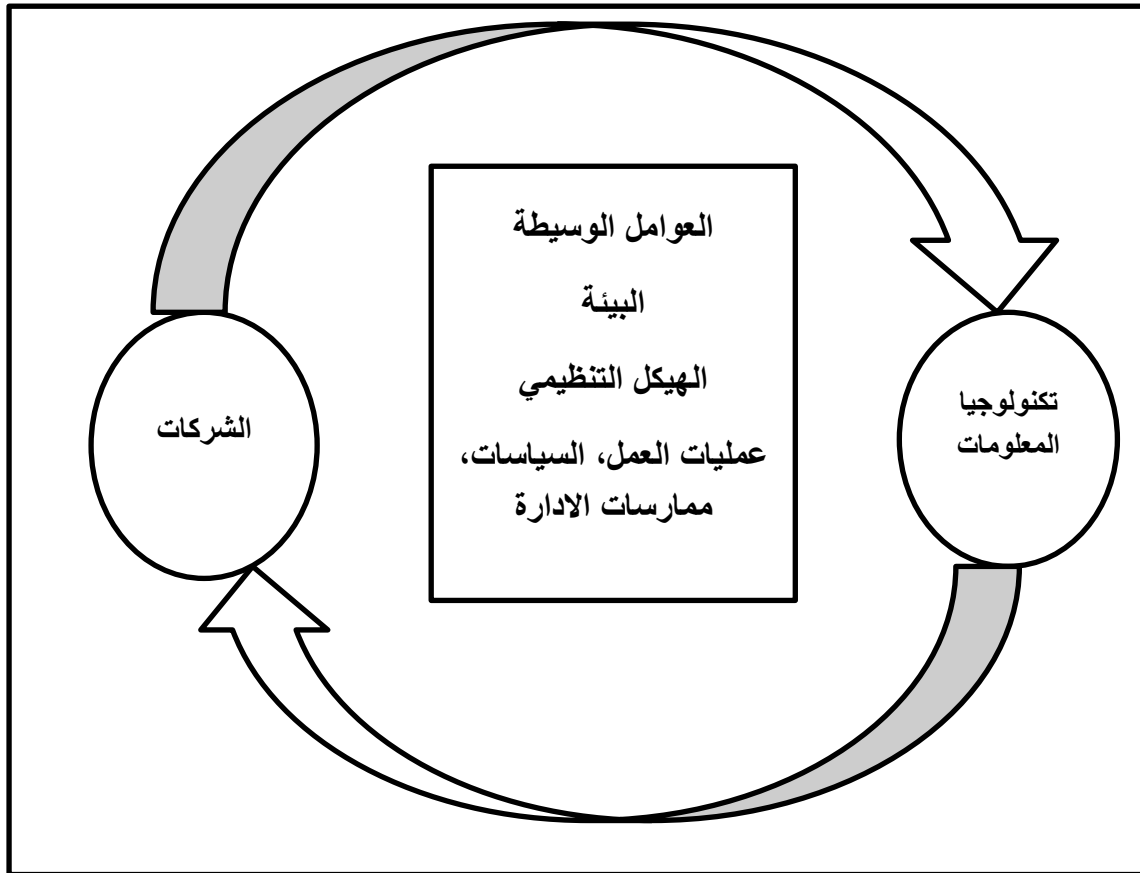 العوامل الوسيطة
البيئة
الهيكل التنظيمي
عمليات العمل، السياسات،
ممارسات الادارة
تكنولوجيا
المعلومات
الشركات